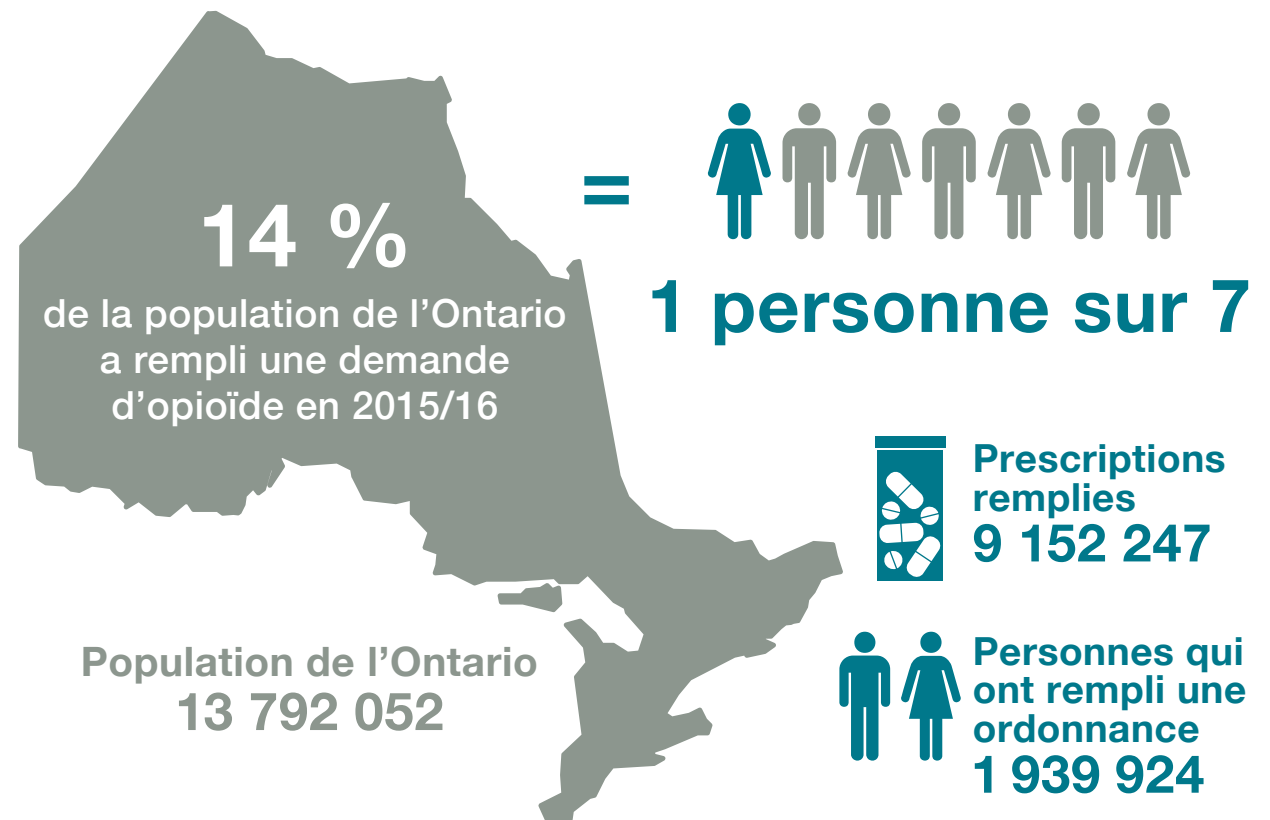 14 %
de la population de l’Ontario
a rempli une demande
d’opioïde en 2015/16
=
1 personne sur 7
Prescriptions
remplies
9 152 247
Population de l’Ontario
13 792 052
Personnes qui
ont rempli une
ordonnance
1 939 924